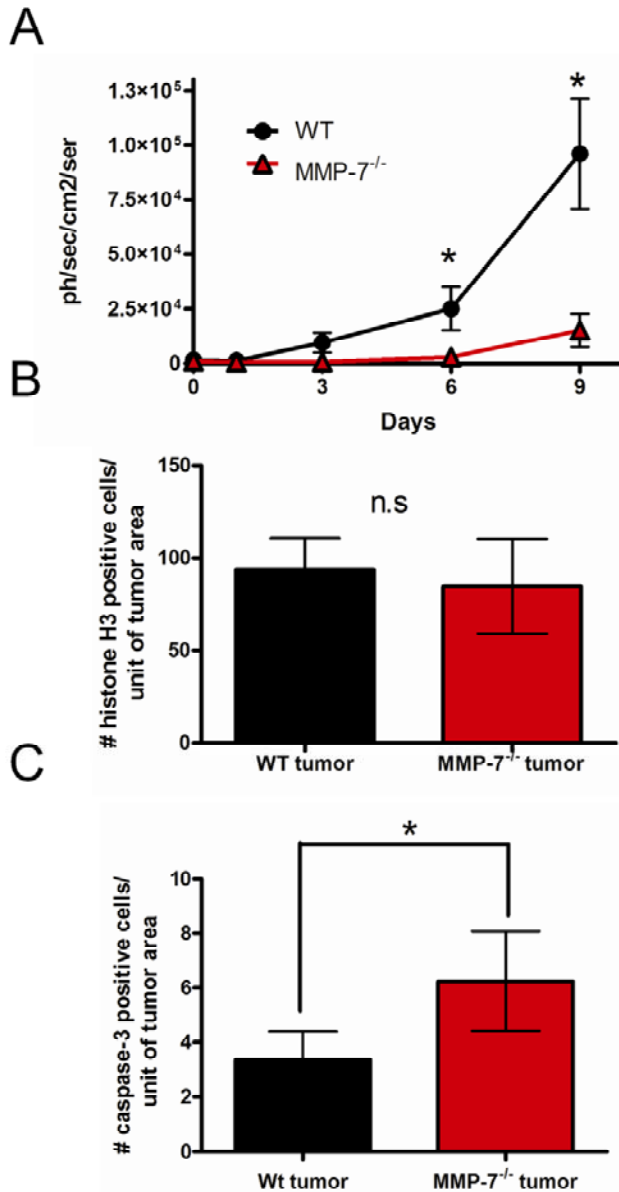 A
ph/sec/cm2/ser
1.3×10⁵
1.0×10⁵
7.5×10⁴
5.0×10⁴
2.5×10⁴
0
WT
MMP-7⁻/⁻
*
*
0
3
6
9
Days
B
# histone H3 positive cells/
unit of tumor area
150
100
50
0
n.s
WT tumor
MMP-7⁻/⁻ tumor
C
# caspase-3 positive cells/
unit of tumor area
10
8
6
4
2
0
*
Wt tumor
MMP-7⁻/⁻ tumor